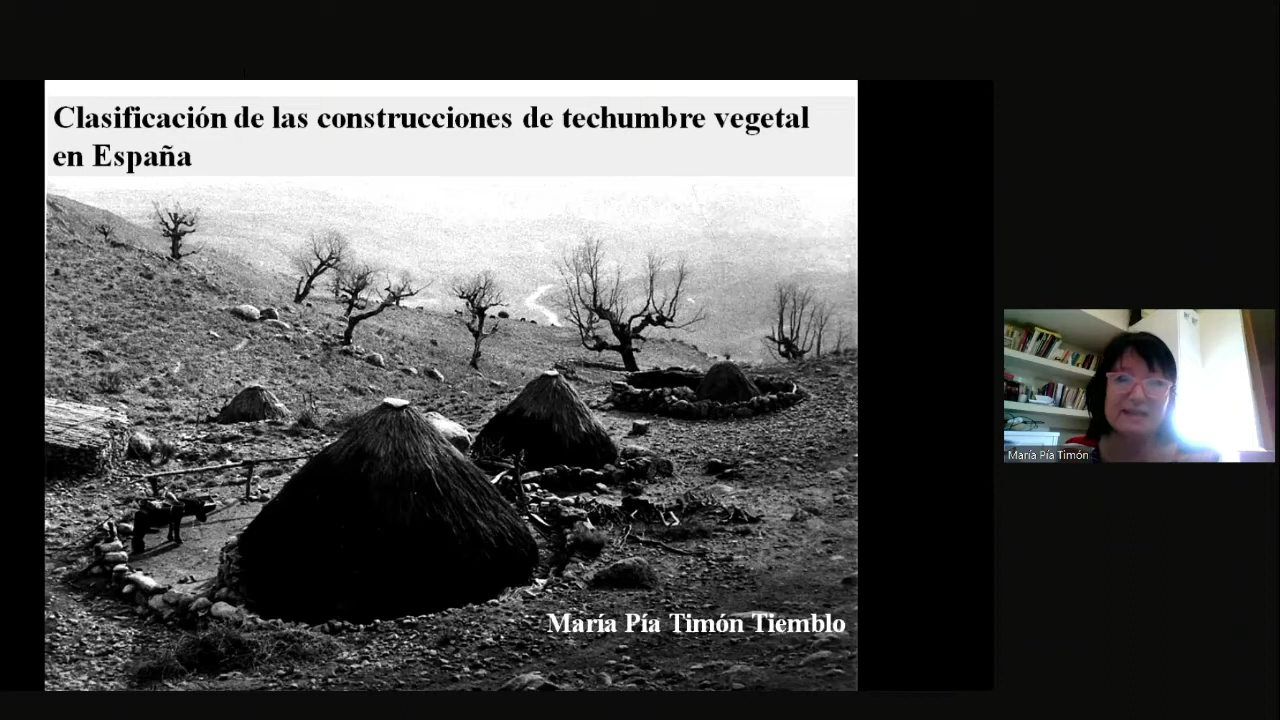 Clasificación de las construcciones de techumbre vegetal
en España
María Pía Timón Tiemblo
María Pía Timón